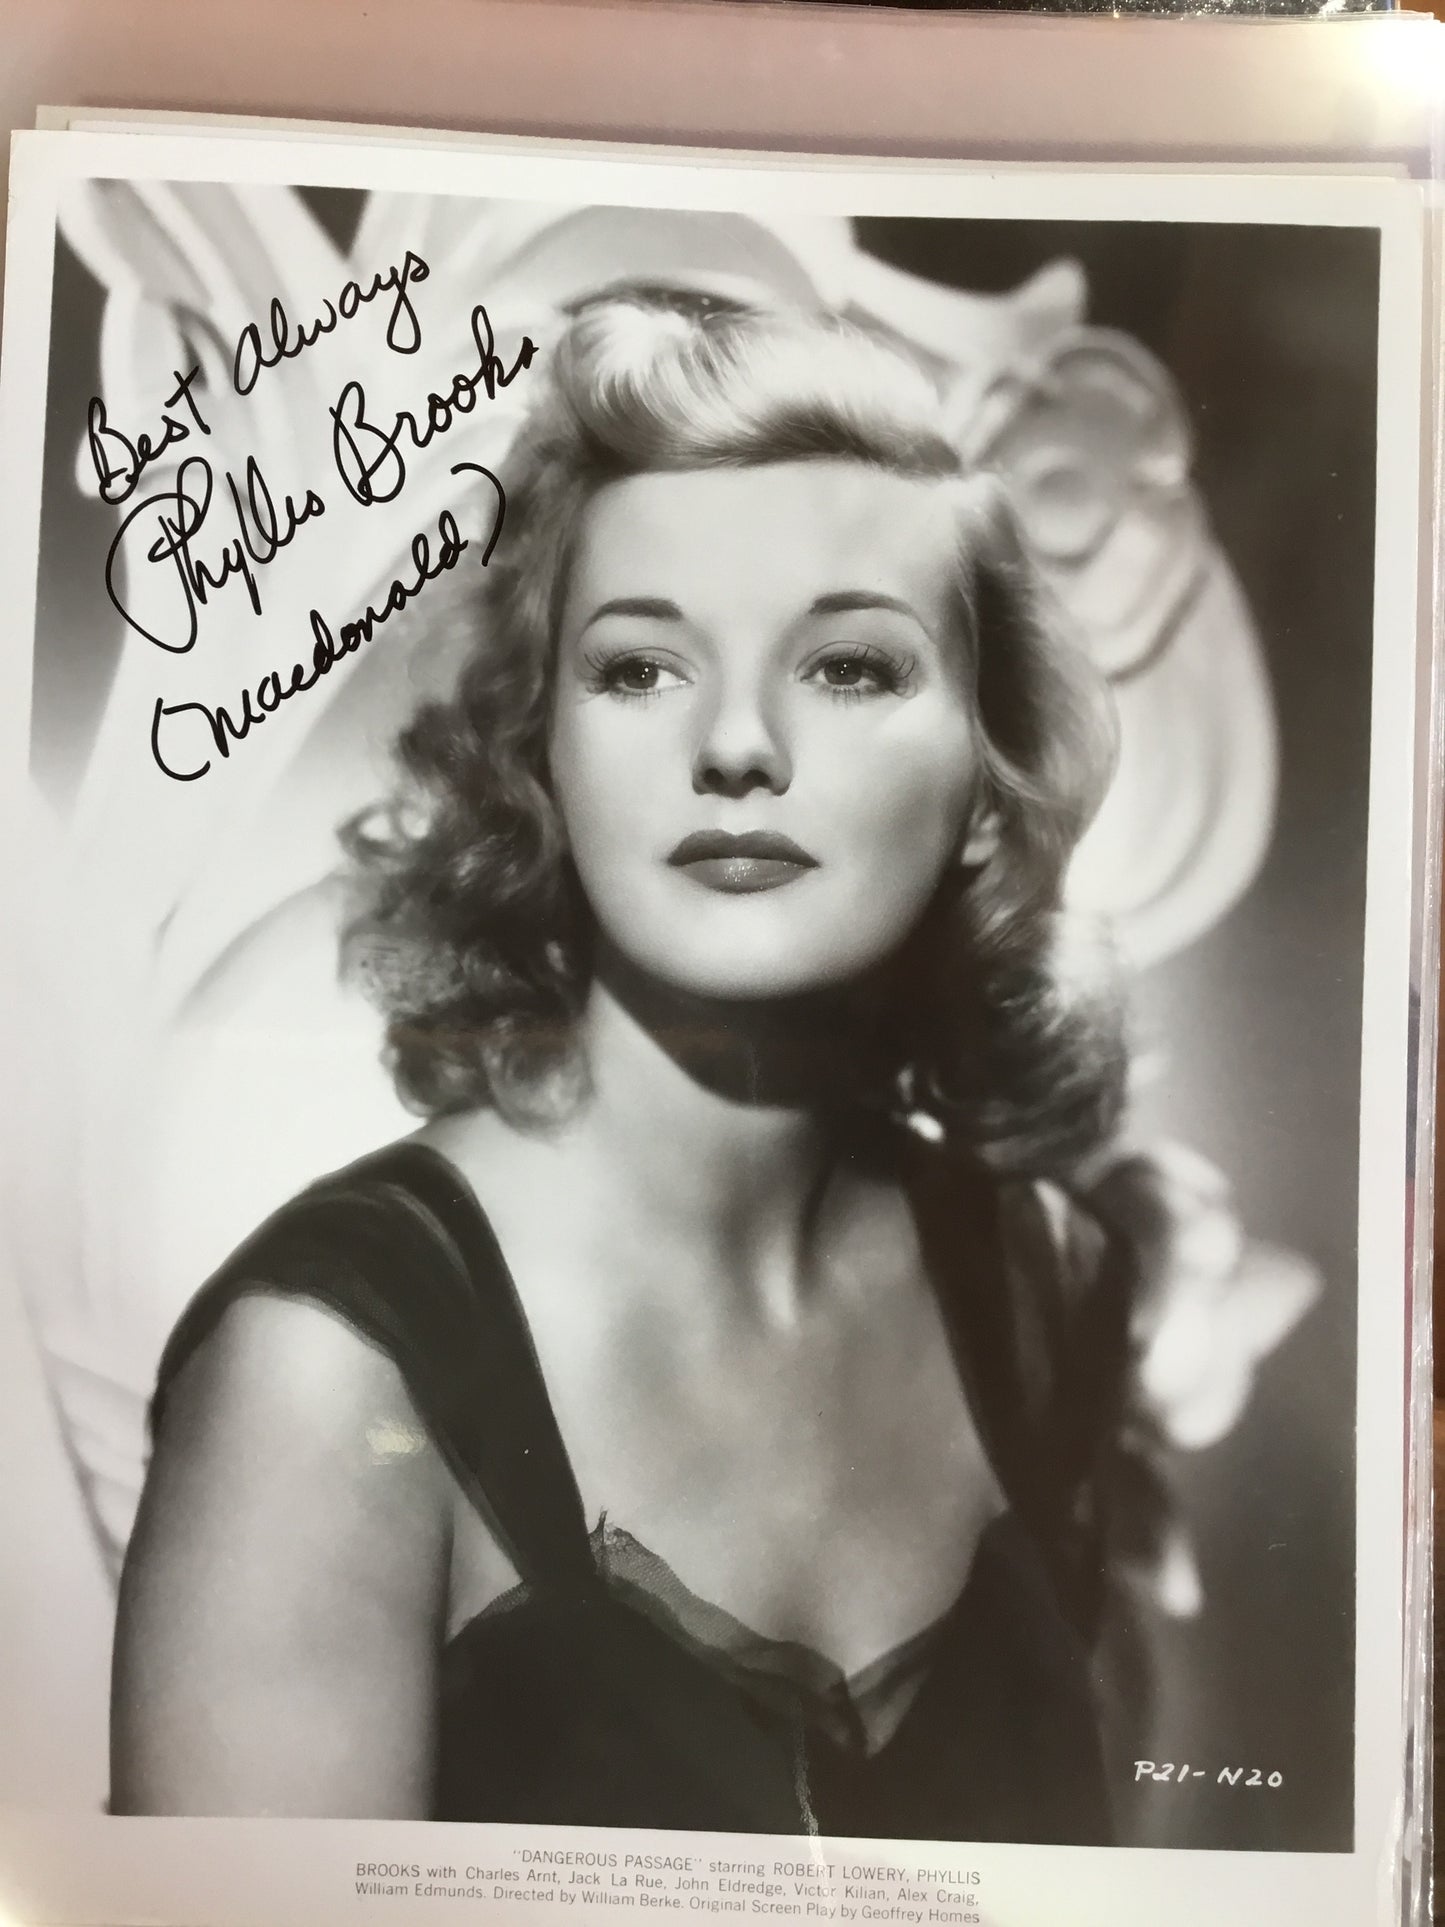 Best always
Phyllis Brooks
(Macdonald)
P21-N20
"DANGEROUS PASSAGE" starring ROBERT LOWERY, PHYLLIS
BROOKS with Charles Arnt, Jack La Rue, John Eldredge, Victor Kilian, Alex Craig,
William Edmunds. Directed by William Berke. Original Screen Play by Geoffrey Homes